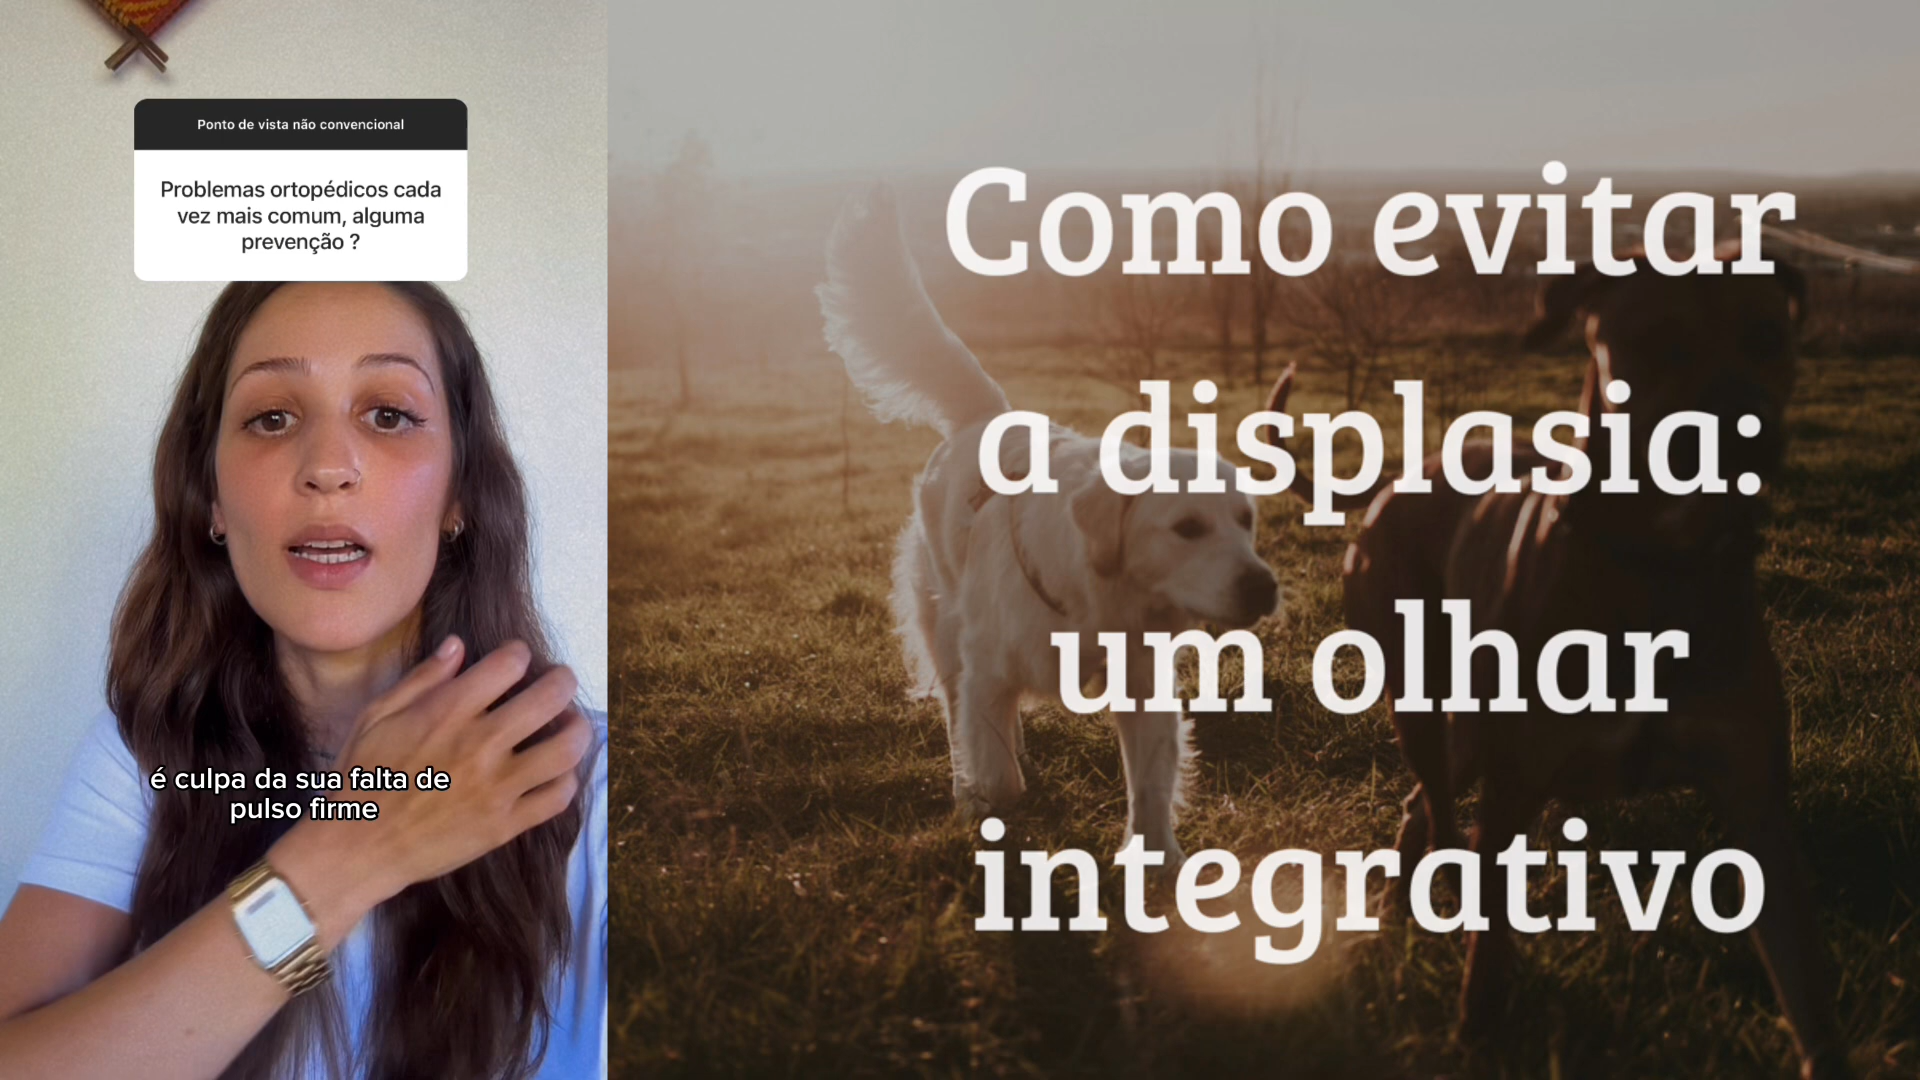 Ponto de vista não convencional
Problemas ortopédicos cada
vez mais comum, alguma
prevenção ?
é culpa da sua falta de
pulso firme
Como evitar
a displasia:
um olhar
integrativo